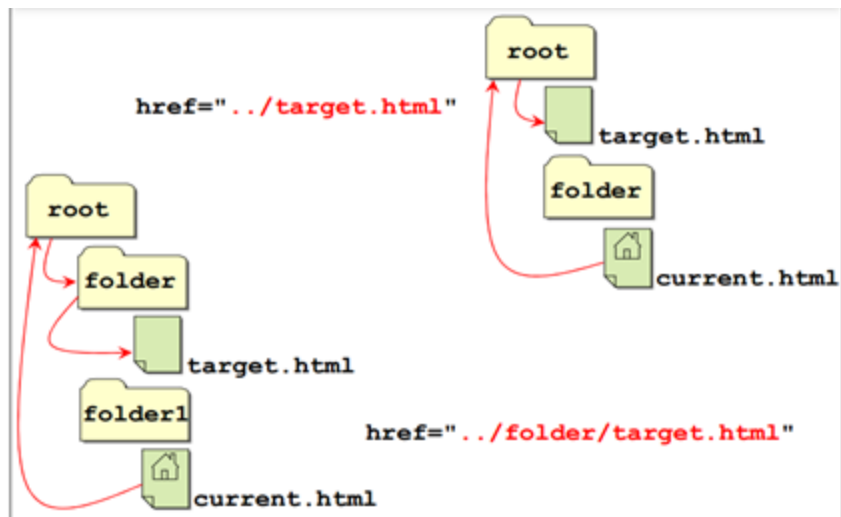 root
href="../target.html"
target.html
folder
current.html
root
folder
target.html
folder1
href="../folder/target.html"
current.html